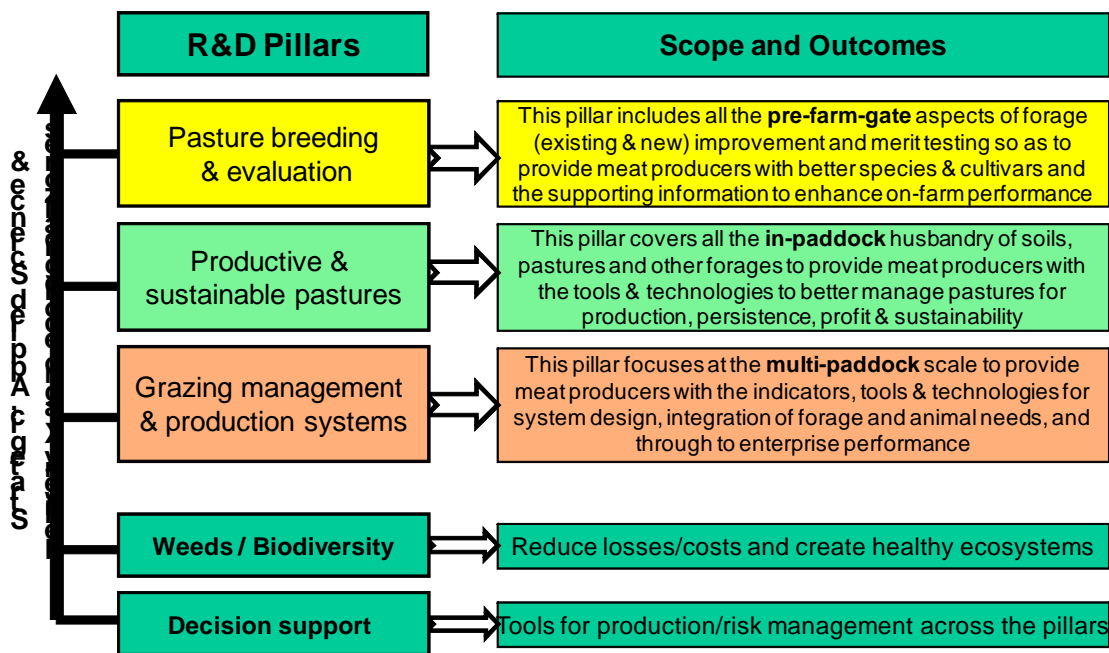 R&D Pillars
Scope and Outcomes
Pasture breeding
& evaluation
This pillar includes all the pre-farm-gate aspects of forage
(existing & new) improvement and merit testing so as to
provide meat producers with better species & cultivars and
the supporting information to enhance on-farm performance
Productive &
sustainable pastures
This pillar covers all the in-paddock husbandry of soils,
pastures and other forages to provide meat producers with
the tools & technologies to better manage pastures for
production, persistence, profit & sustainability
Grazing management
& production systems
This pillar focuses at the multi-paddock scale to provide
meat producers with the indicators, tools & technologies for
system design, integration of forage and animal needs, and
through to enterprise performance
Weeds / Biodiversity
Reduce losses/costs and create healthy ecosystems
Decision support
Tools for production/risk management across the pillars
Strategic Applied Science &